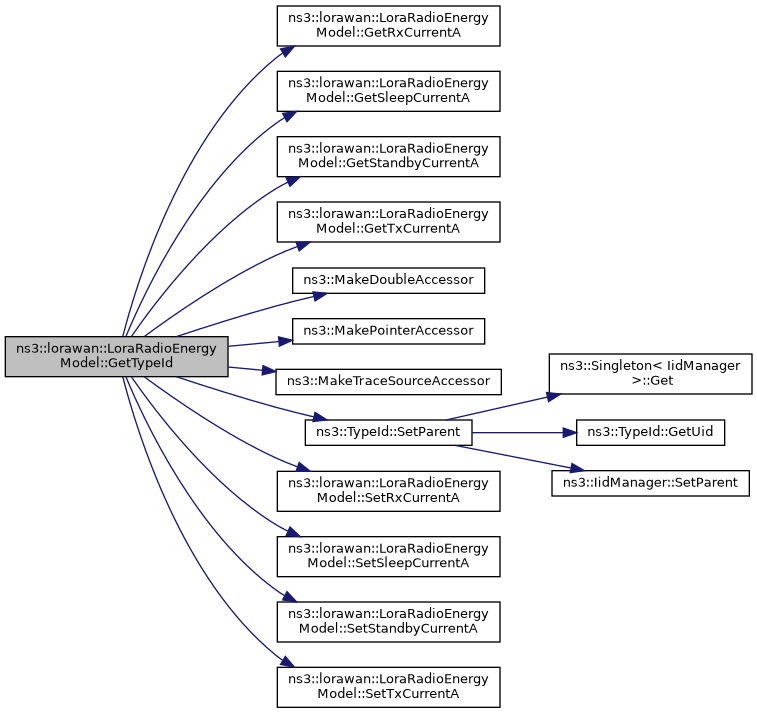 ns3::lorawan::LoraRadioEnergy
Model::GetTypeId
ns3::lorawan::LoraRadioEnergy
Model::GetRxCurrentA
ns3::lorawan::LoraRadioEnergy
Model::GetSleepCurrentA
ns3::lorawan::LoraRadioEnergy
Model::GetStandbyCurrentA
ns3::lorawan::LoraRadioEnergy
Model::GetTxCurrentA
ns3::MakeDoubleAccessor
ns3::MakePointerAccessor
ns3::MakeTraceSourceAccessor
ns3::TypeId::SetParent
ns3::lorawan::LoraRadioEnergy
Model::SetRxCurrentA
ns3::lorawan::LoraRadioEnergy
Model::SetSleepCurrentA
ns3::lorawan::LoraRadioEnergy
Model::SetStandbyCurrentA
ns3::lorawan::LoraRadioEnergy
Model::SetTxCurrentA
ns3::Singleton< IidManager
>::Get
ns3::TypeId::GetUid
ns3::IidManager::SetParent